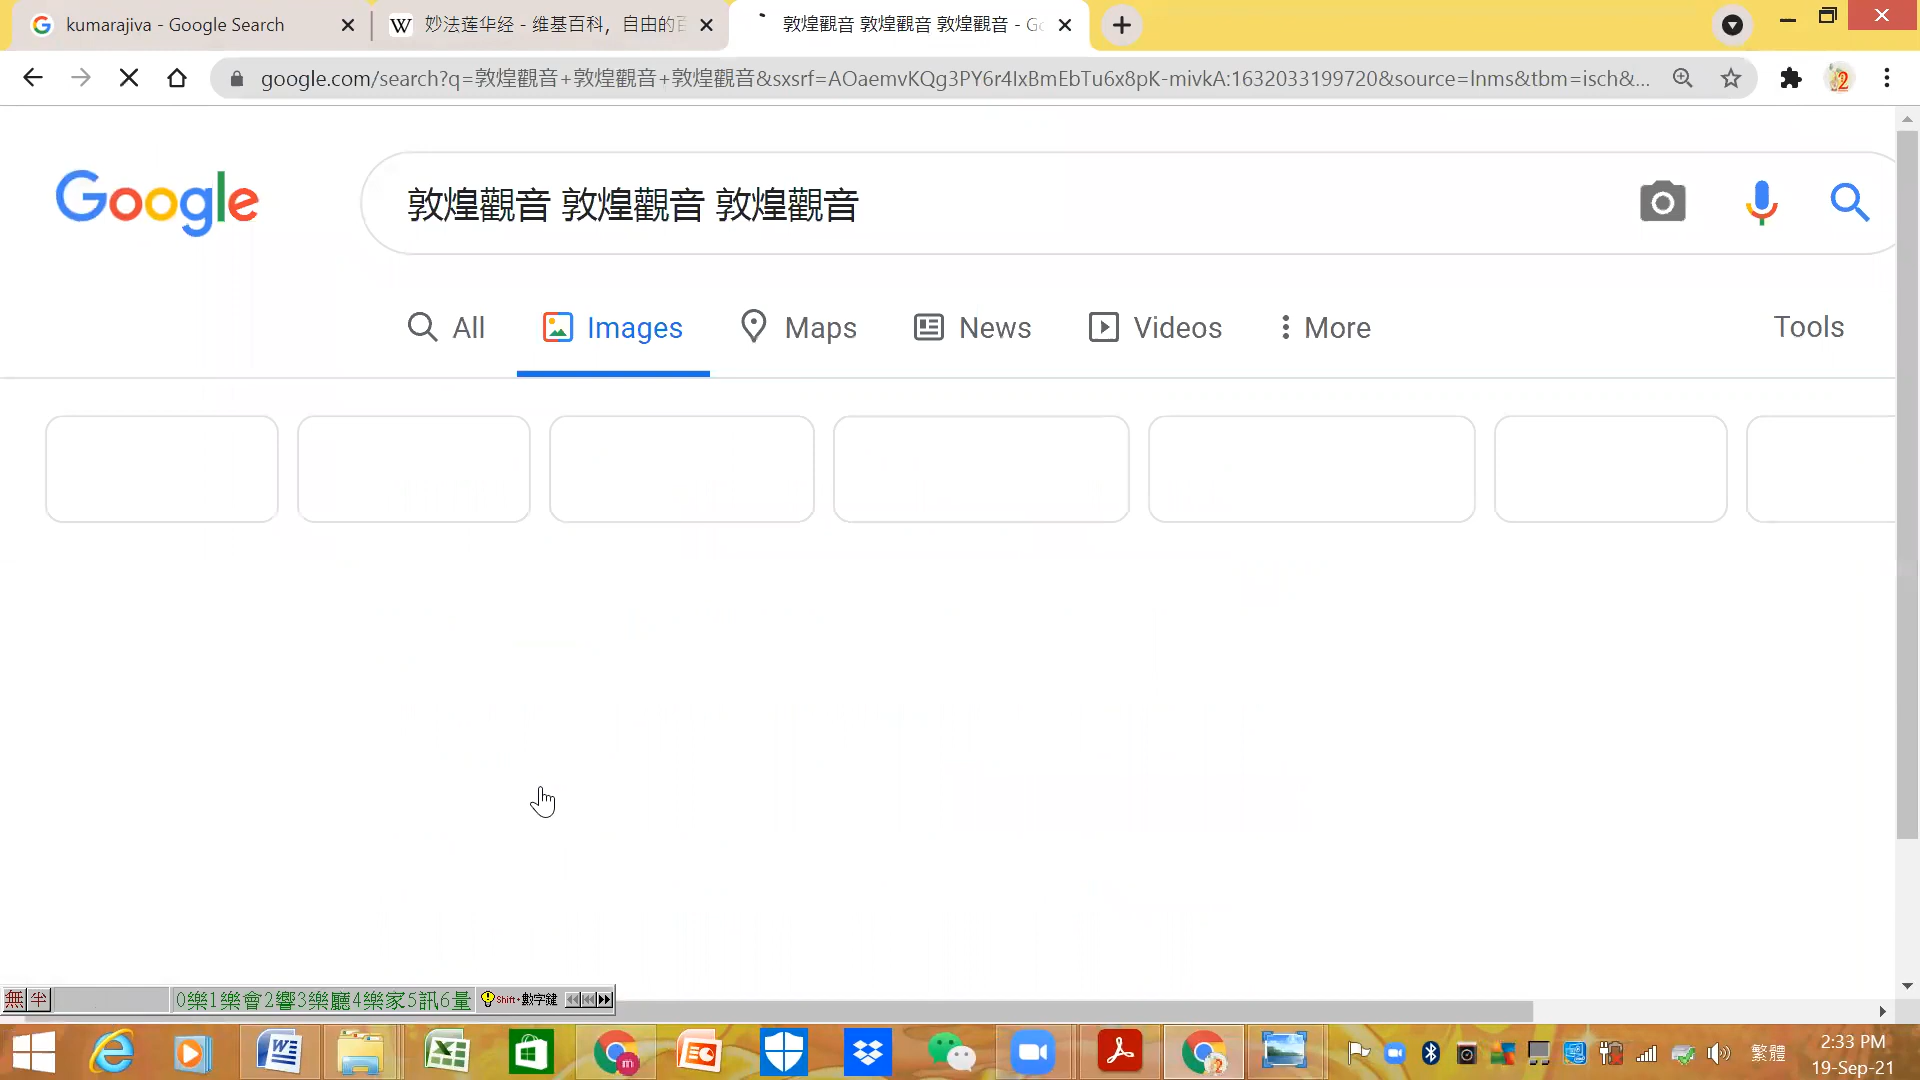 kumarajiva - Google Search
妙法莲华经 - 维基百科，自由的百
敦煌觀音 敦煌觀音 敦煌觀音 - Go
google.com/search?q=敦煌觀音+敦煌觀音+敦煌觀音&sxsrf=AOaemvKQg3PY6r4IxBmEbTu6x8pK-mivkA:1632033199720&source=lnms&tbm=isch&...
Google
敦煌觀音 敦煌觀音 敦煌觀音
All Images Maps News Videos More Tools
無 半 0樂1樂會2響3樂廳4樂家5訊6量 Shift+數字鍵
繁體
2:33 PM
19-Sep-21